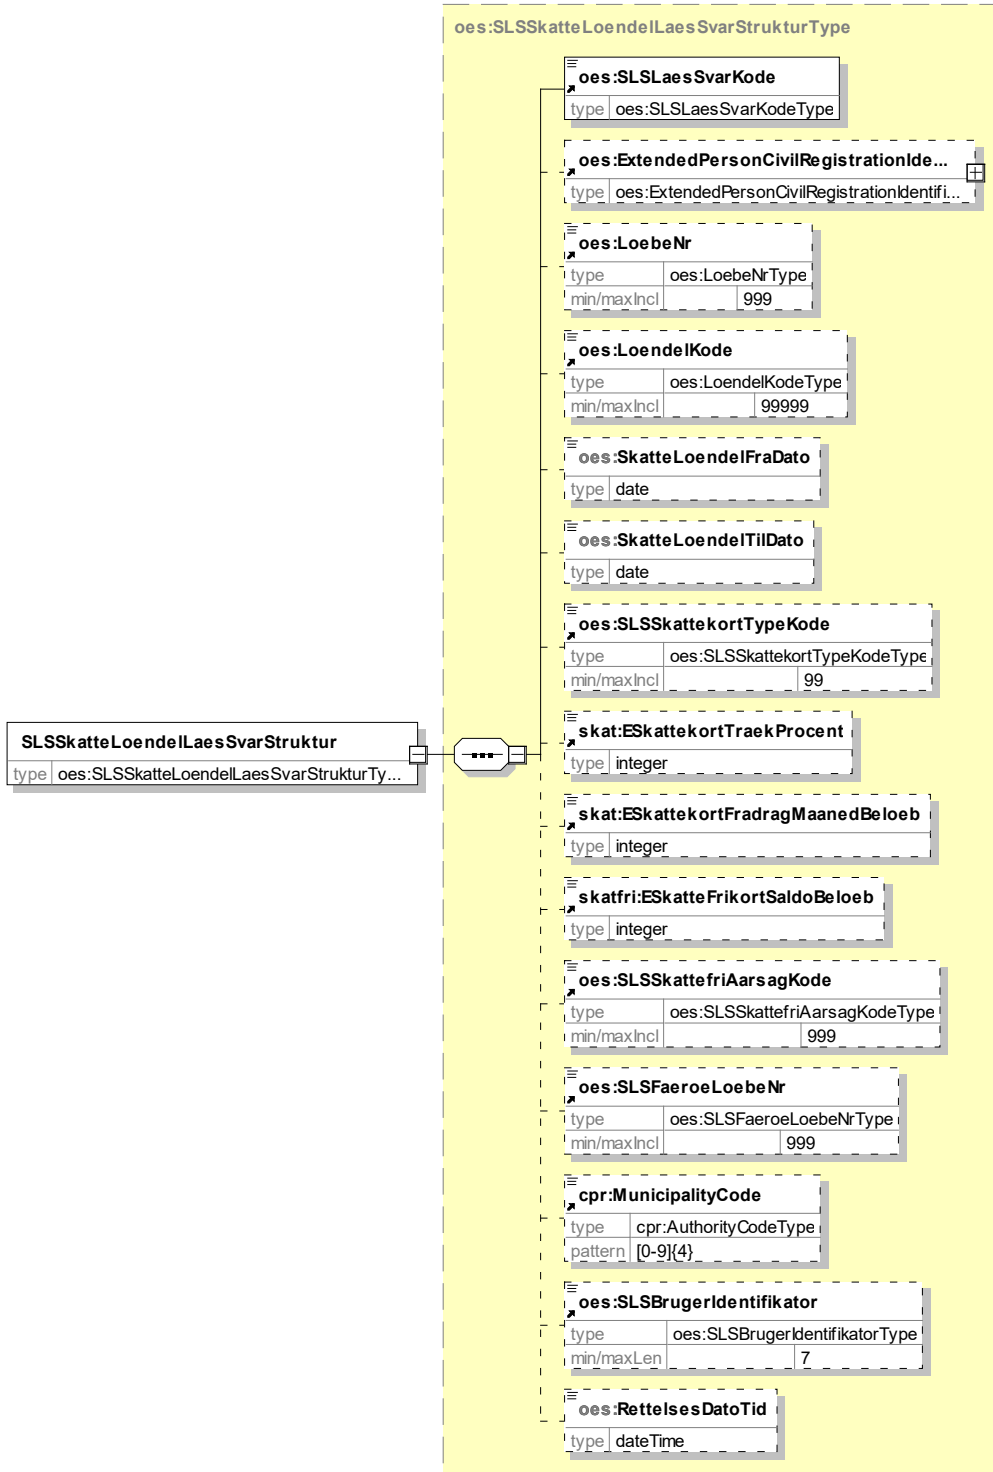 oes:SLSSkatteLoendelLaesSvarStrukturType
oes:SLSLaesSvarKode
type oes:SLSLaesSvarKodeType
oes:ExtendedPersonCivilRegistrationIde...
type oes:ExtendedPersonCivilRegistrationIdentifi...
oes:LoebeNr
type oes:LoebeNrType
min/maxIncl 999
oes:LoendelKode
type oes:LoendelKodeType
min/maxIncl 99999
oes:SkatteLoendelFraDato
type date
oes:SkatteLoendelTilDato
type date
oes:SLSSkattekortTypeKode
type oes:SLSSkattekortTypeKodeType
min/maxIncl 99
SLSSkatteLoendelLaesSvarStruktur
type oes:SLSSkatteLoendelLaesSvarStrukturTy...
skat:ESkattekortTraekProcent
type integer
skat:ESkattekortFradragMaanedBeloeb
type integer
skatfri:ESkatteFrikortSaldoBeloeb
type integer
oes:SLSSkattefriAarsagKode
type oes:SLSSkattefriAarsagKodeType
min/maxIncl 999
oes:SLSFaeroeLoebeNr
type oes:SLSFaeroeLoebeNrType
min/maxIncl 999
cpr:MunicipalityCode
type cpr:AuthorityCodeType
pattern [0-9]{4}
oes:SLSBrugerIdentifikator
type oes:SLSBrugerIdentifikatorType
min/maxLen 7
oes:RettelsesDatoTid
type dateTime